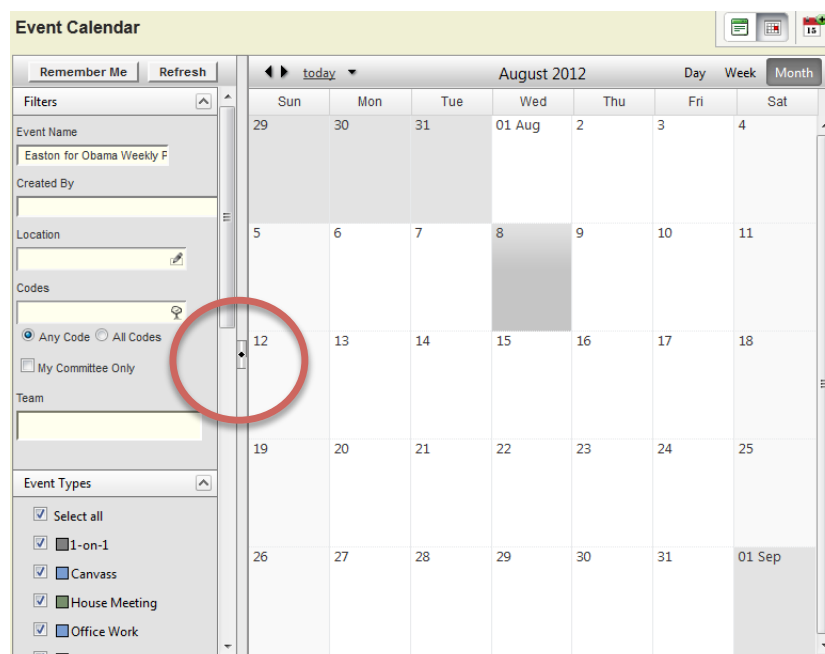 Event Calendar
15
Remember Me Refresh
today August 2012 Day Week Month
Filters
Event Name
Easton for Obama Weekly P
Created By
Location
Codes
Any Code All Codes
My Committee Only
Team
Event Types
Select all
1-on-1
Canvass
House Meeting
Office Work
Sun Mon Tue Wed Thu Fri Sat
29 30 31 01 Aug 2 3 4
5 6 7 8 9 10 11
12 13 14 15 16 17 18
19 20 21 22 23 24 25
26 27 28 29 30 31 01 Sep